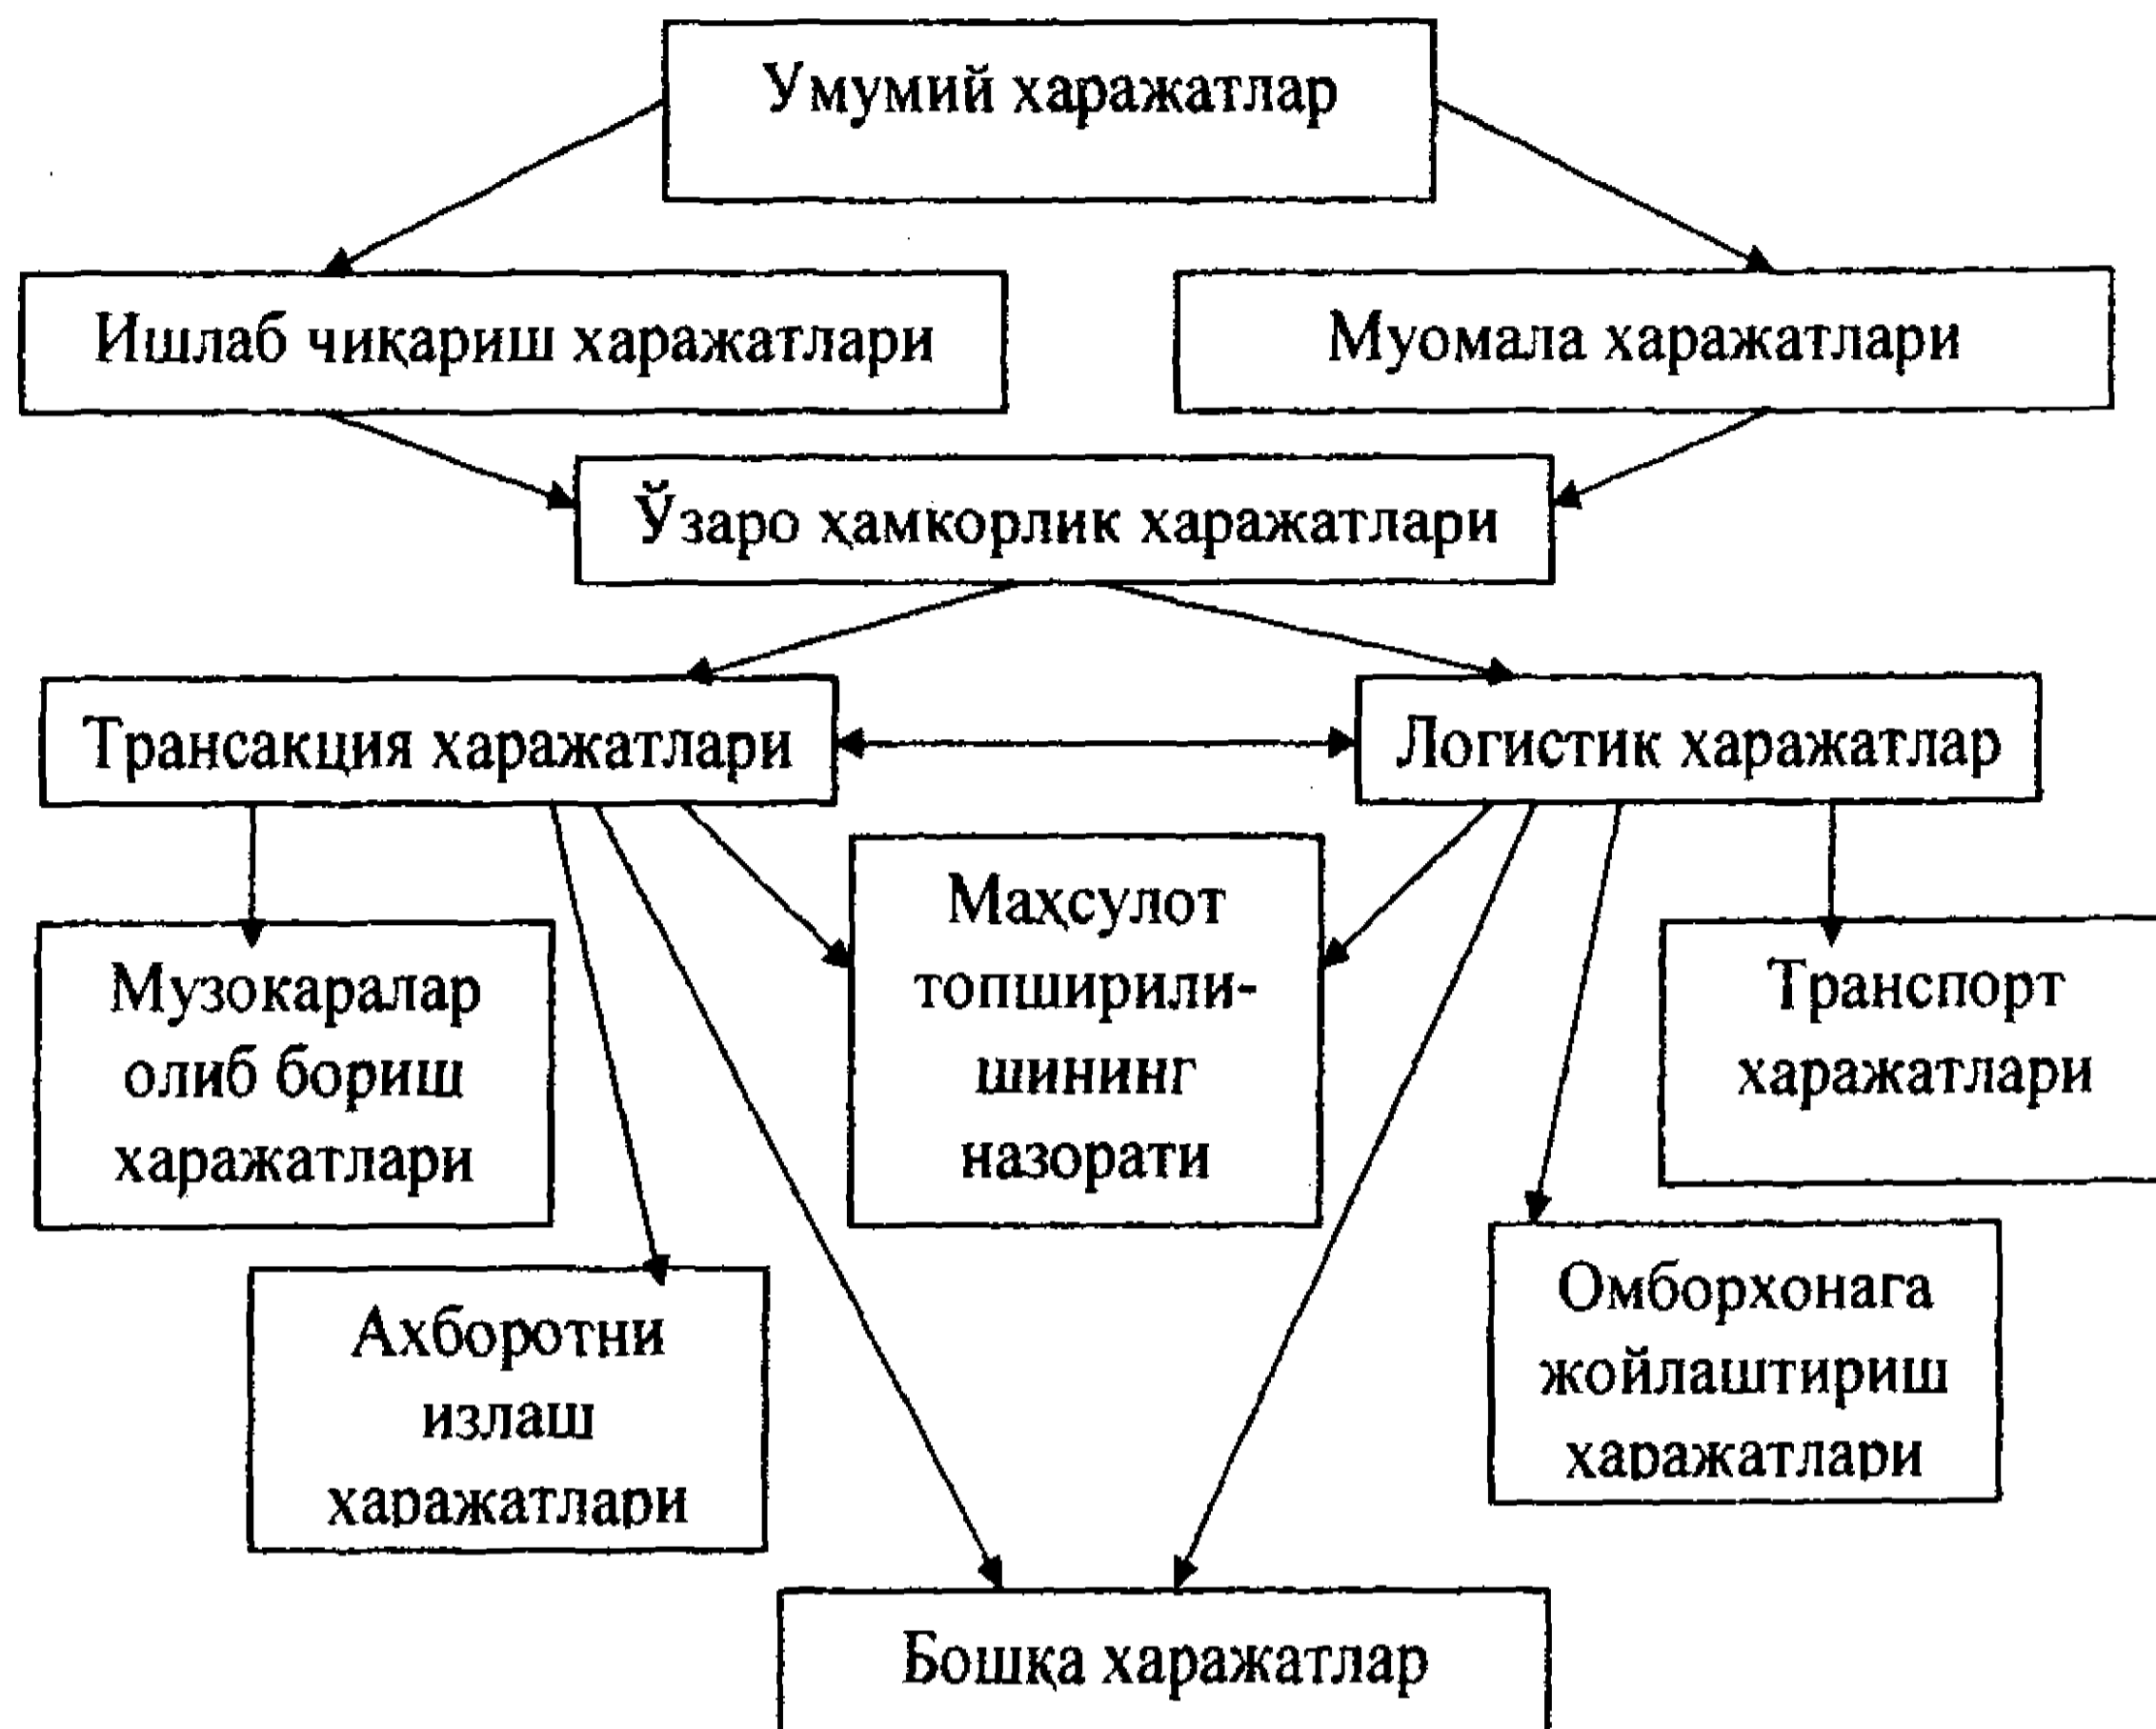 Умумий харажатлар
Ишлаб чиқариш харажатлари
Муомала харажатлари
Ўзаро ҳамкорлик харажатлари
Трансакция харажатлари
Логистик харажатлар
Музокаралар
олиб бориш
харажатлари
Маҳсулот
топширили-
шининг
назорати
Транспорт
харажатлари
Ахборотни
излаш
харажатлари
Омборхонага
жойлаштириш
харажатлари
Бошқа харажатлар